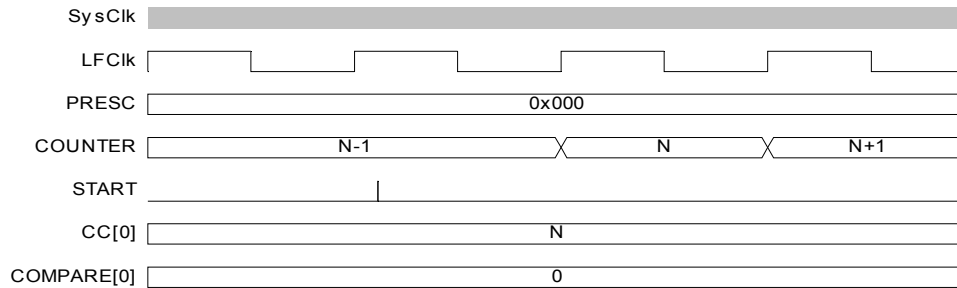 SysClk
LFClk
PRESC 0x000
COUNTER N-1 N N+1
START
CC[0] N
COMPARE[0] 0